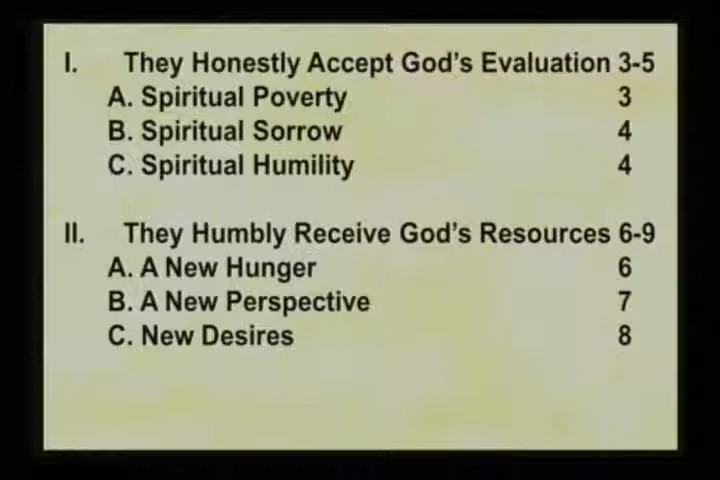 I. They Honestly Accept God's Evaluation 3-5
A. Spiritual Poverty 3
B. Spiritual Sorrow 4
C. Spiritual Humility 4
II. They Humbly Receive God's Resources 6-9
A. A New Hunger 6
B. A New Perspective 7
C. New Desires 8